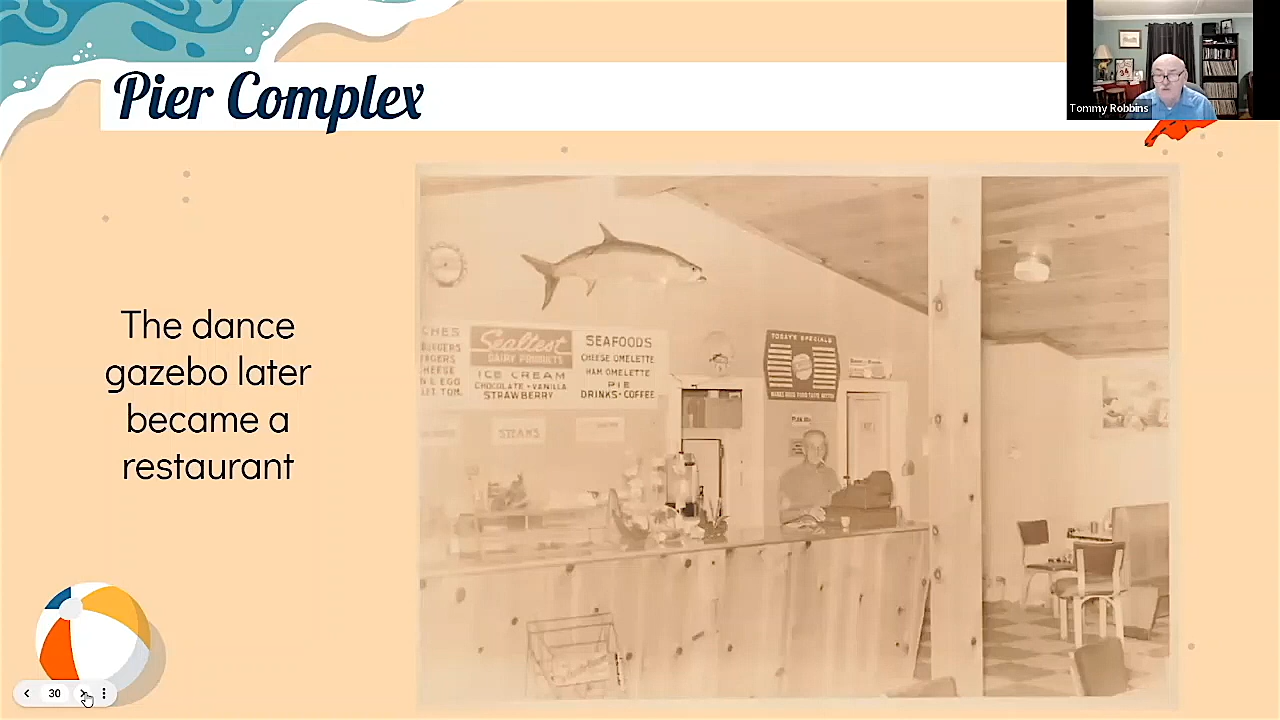 Pier Complex
Tommy Robbins
The dance
gazebo later
became a
restaurant
Sealtest
DAIRY PRODUCTS
ICE CREAM
CHOCOLATE - VANILLA
STRAWBERRY
SEAFOODS
CHEESE OMELETTE
HAM OMELETTE
PIE
DRINKS - COFFEE
TODAY'S SPECIALS
STEAKS
30